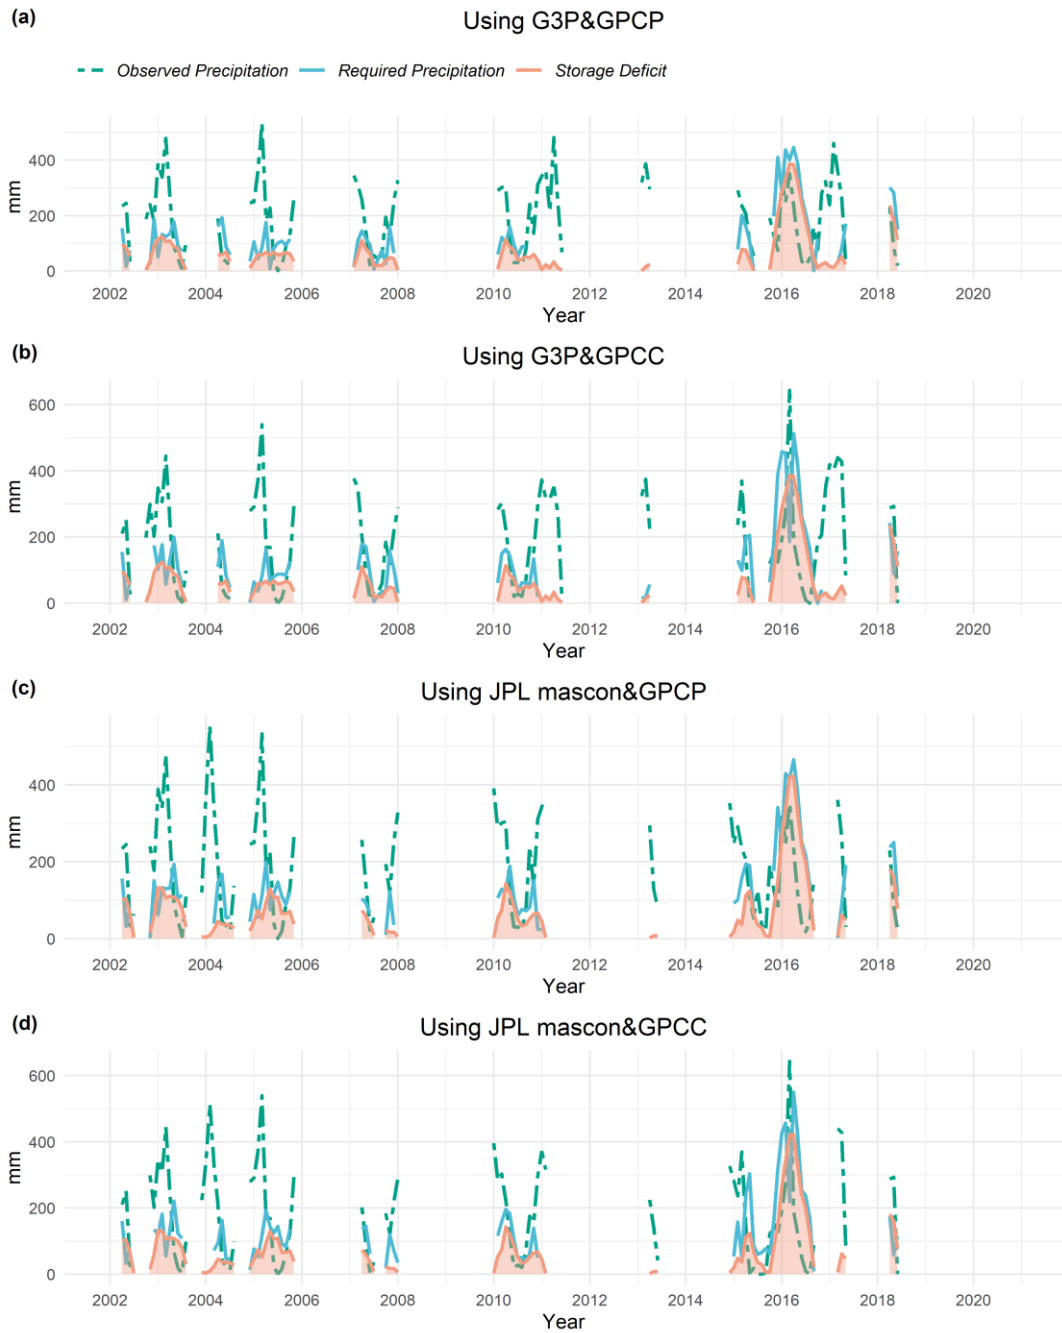 (a)
Using G3P&GPCP
Observed Precipitation Required Precipitation Storage Deficit
400
200
0
mm
2002 2004 2006 2008 2010 2012 2014 2016 2018 2020
Year
(b)
Using G3P&GPCC
600
400
200
0
mm
2002 2004 2006 2008 2010 2012 2014 2016 2018 2020
Year
(c)
Using JPL mascon&GPCP
400
200
0
mm
2002 2004 2006 2008 2010 2012 2014 2016 2018 2020
Year
(d)
Using JPL mascon&GPCC
600
400
200
0
mm
2002 2004 2006 2008 2010 2012 2014 2016 2018 2020
Year